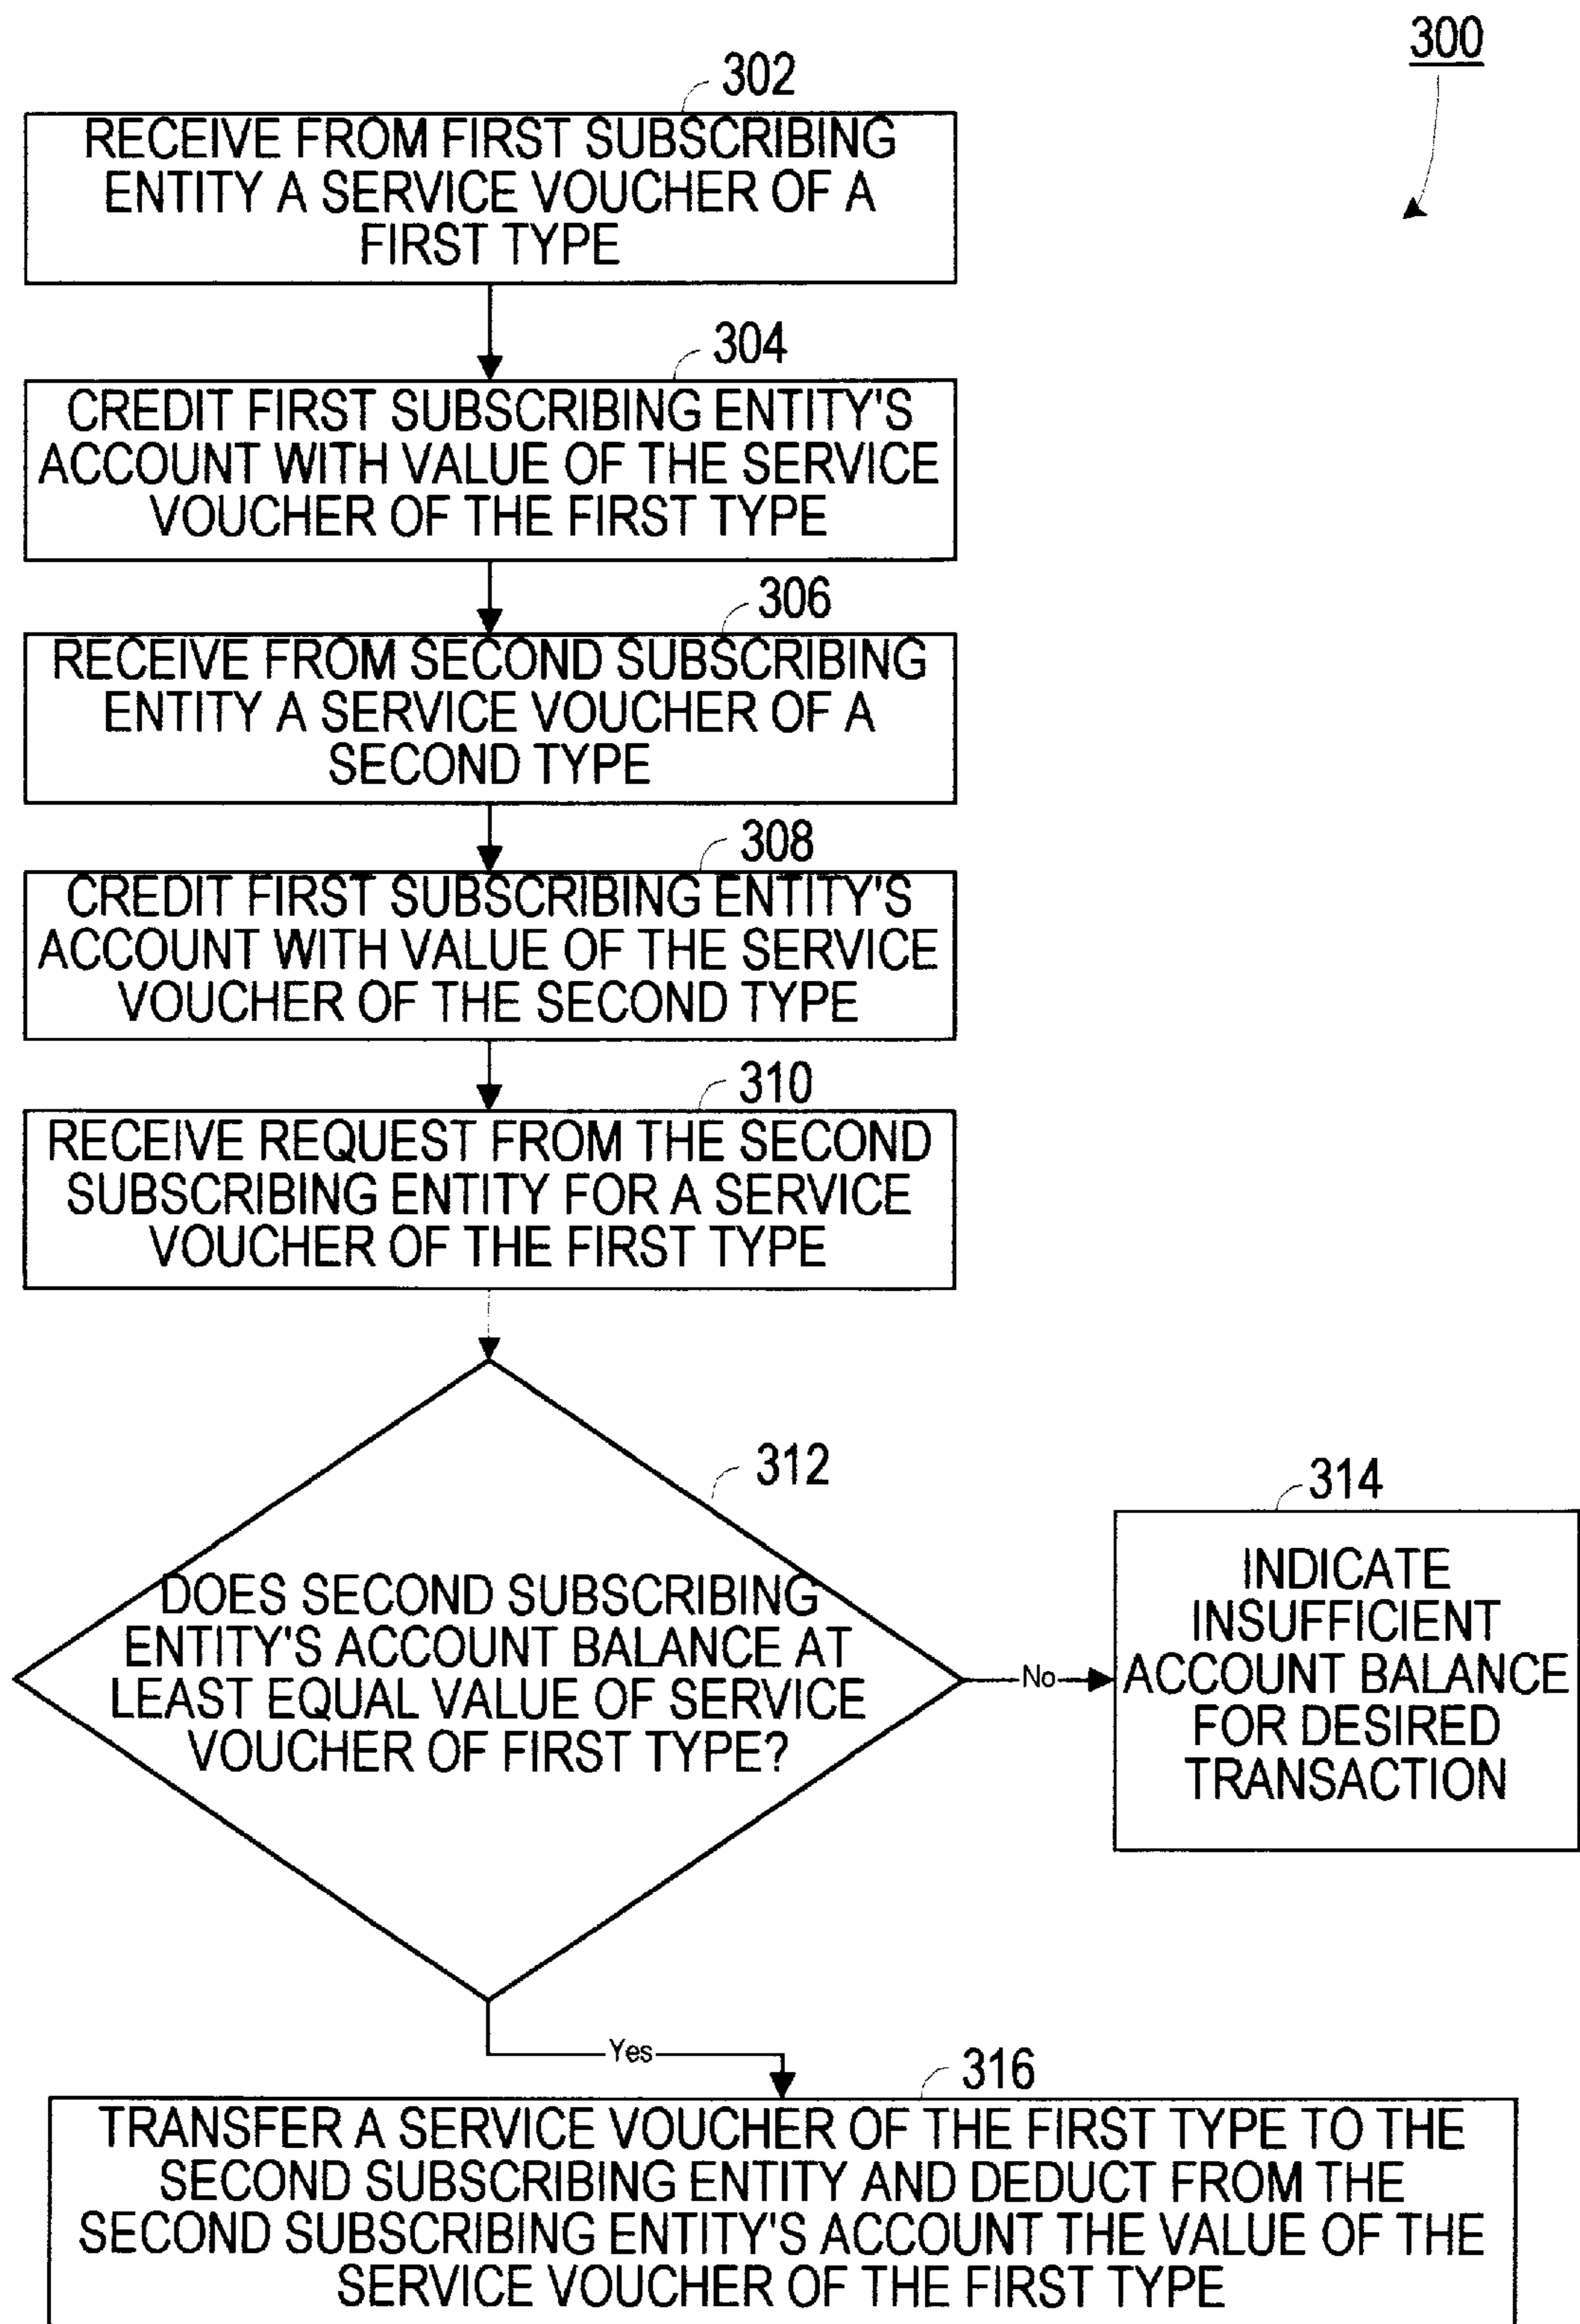 300
302
RECEIVE FROM FIRST SUBSCRIBING
ENTITY A SERVICE VOUCHER OF A
FIRST TYPE
304
CREDIT FIRST SUBSCRIBING ENTITY'S
ACCOUNT WITH VALUE OF THE SERVICE
VOUCHER OF THE FIRST TYPE
306
RECEIVE FROM SECOND SUBSCRIBING
ENTITY A SERVICE VOUCHER OF A
SECOND TYPE
308
CREDIT FIRST SUBSCRIBING ENTITY'S
ACCOUNT WITH VALUE OF THE SERVICE
VOUCHER OF THE SECOND TYPE
310
RECEIVE REQUEST FROM THE SECOND
SUBSCRIBING ENTITY FOR A SERVICE
VOUCHER OF THE FIRST TYPE
312
DOES SECOND SUBSCRIBING
ENTITY'S ACCOUNT BALANCE AT
LEAST EQUAL VALUE OF SERVICE
VOUCHER OF FIRST TYPE?
No
314
INDICATE
INSUFFICIENT
ACCOUNT BALANCE
FOR DESIRED
TRANSACTION
Yes
316
TRANSFER A SERVICE VOUCHER OF THE FIRST TYPE TO THE
SECOND SUBSCRIBING ENTITY AND DEDUCT FROM THE
SECOND SUBSCRIBING ENTITY'S ACCOUNT THE VALUE OF THE
SERVICE VOUCHER OF THE FIRST TYPE